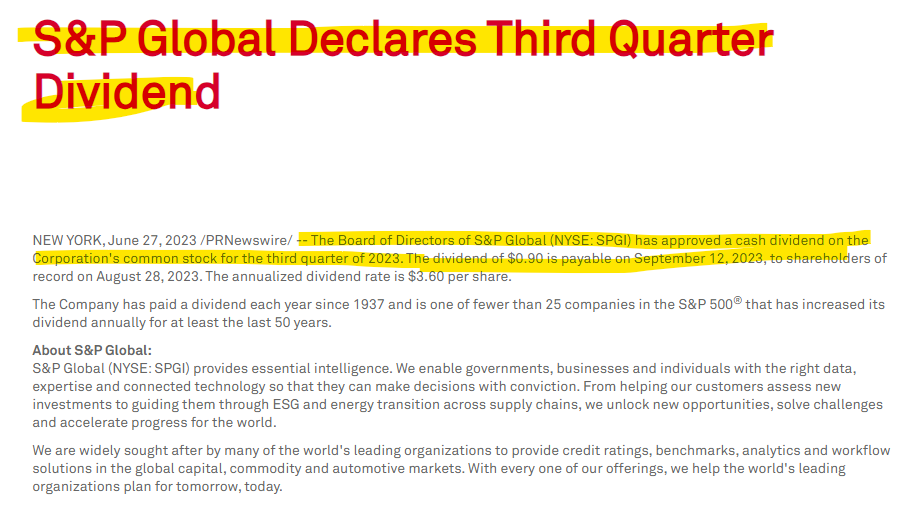 S&P Global Declares Third Quarter
Dividend
NEW YORK, June 27, 2023 /PRNewswire/ -- The Board of Directors of S&P Global (NYSE: SPGI) has approved a cash dividend on the
Corporation's common stock for the third quarter of 2023. The dividend of $0.90 is payable on September 12, 2023, to shareholders of
record on August 28, 2023. The annualized dividend rate is $3.60 per share.
The Company has paid a dividend each year since 1937 and is one of fewer than 25 companies in the S&P 500® that has increased its
dividend annually for at least the last 50 years.
About S&P Global:
S&P Global (NYSE: SPGI) provides essential intelligence. We enable governments, businesses and individuals with the right data,
expertise and connected technology so that they can make decisions with conviction. From helping our customers assess new
investments to guiding them through ESG and energy transition across supply chains, we unlock new opportunities, solve challenges
and accelerate progress for the world.
We are widely sought after by many of the world's leading organizations to provide credit ratings, benchmarks, analytics and workflow
solutions in the global capital, commodity and automotive markets. With every one of our offerings, we help the world's leading
organizations plan for tomorrow, today.